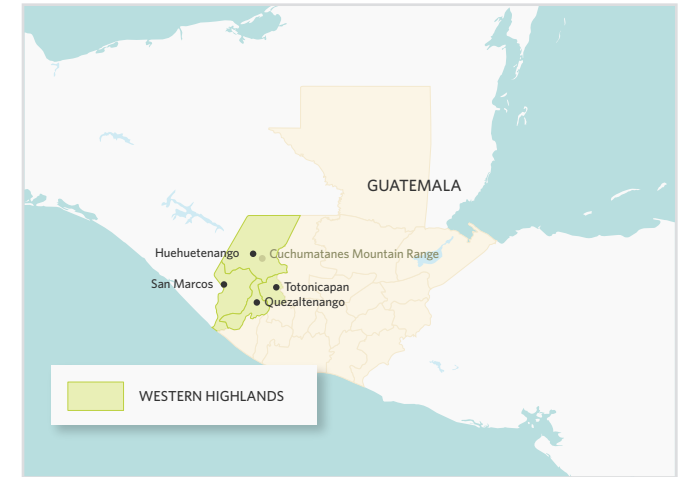 GUATEMALA
Huehuetenango
Cuchumatanes Mountain Range
San Marcos
Totonicapan
Quezaltenango
WESTERN HIGHLANDS